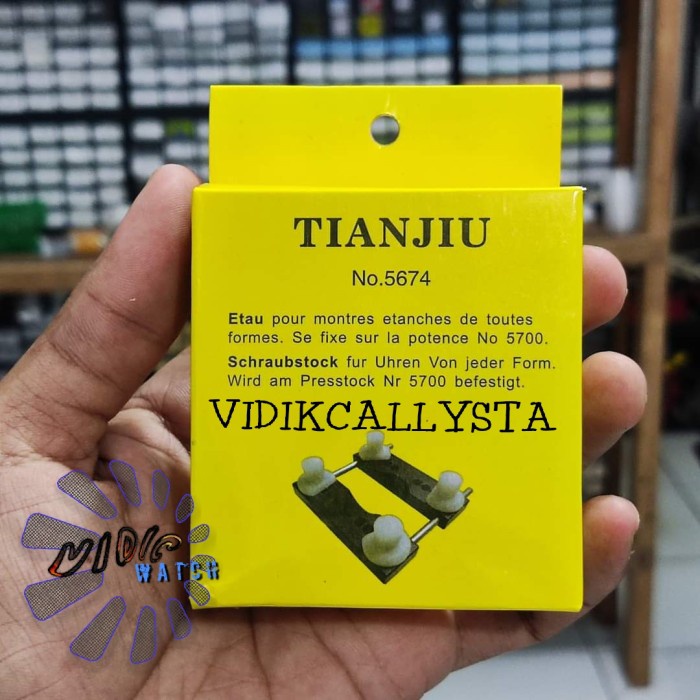 TIANJIU
No.5674
Etau pour montres etanches de toutes
formes. Se fixe sur la potence No 5700.
Schraubstock fur Uhren Von jeder Form.
Wird am Presstock Nr 5700 befestigt.
VIDIKCALLYSTA
VIDIC
WATCH